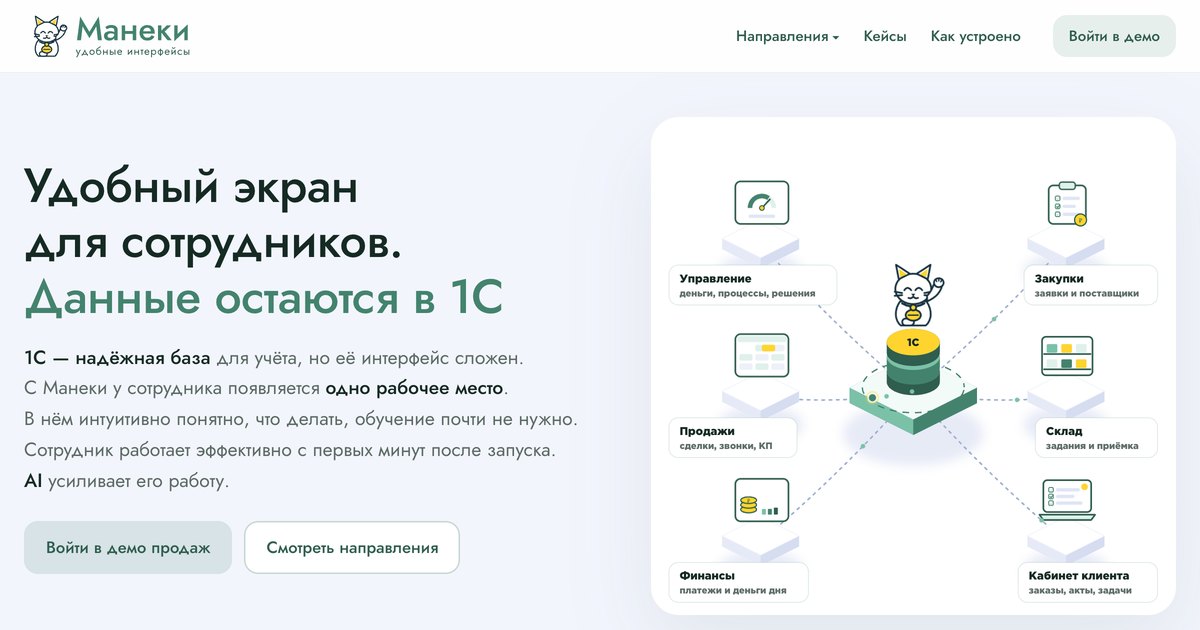 Манеки
удобные интерфейсы
Направления
Кейсы
Как устроено
Войти в демо
Удобный экран
для сотрудников.
Данные остаются в 1С
1С — надёжная база для учёта, но её интерфейс сложен.
С Манеки у сотрудника появляется одно рабочее место.
В нём интуитивно понятно, что делать, обучение почти не нужно.
Сотрудник работает эффективно с первых минут после запуска.
AI усиливает его работу.
Войти в демо продаж
Смотреть направления
Управление
деньги, процессы, решения
Закупки
заявки и поставщики
1С
Продажи
сделки, звонки, КП
Склад
задания и приёмка
Финансы
платежи и деньги дня
Кабинет клиента
заказы, акты, задачи